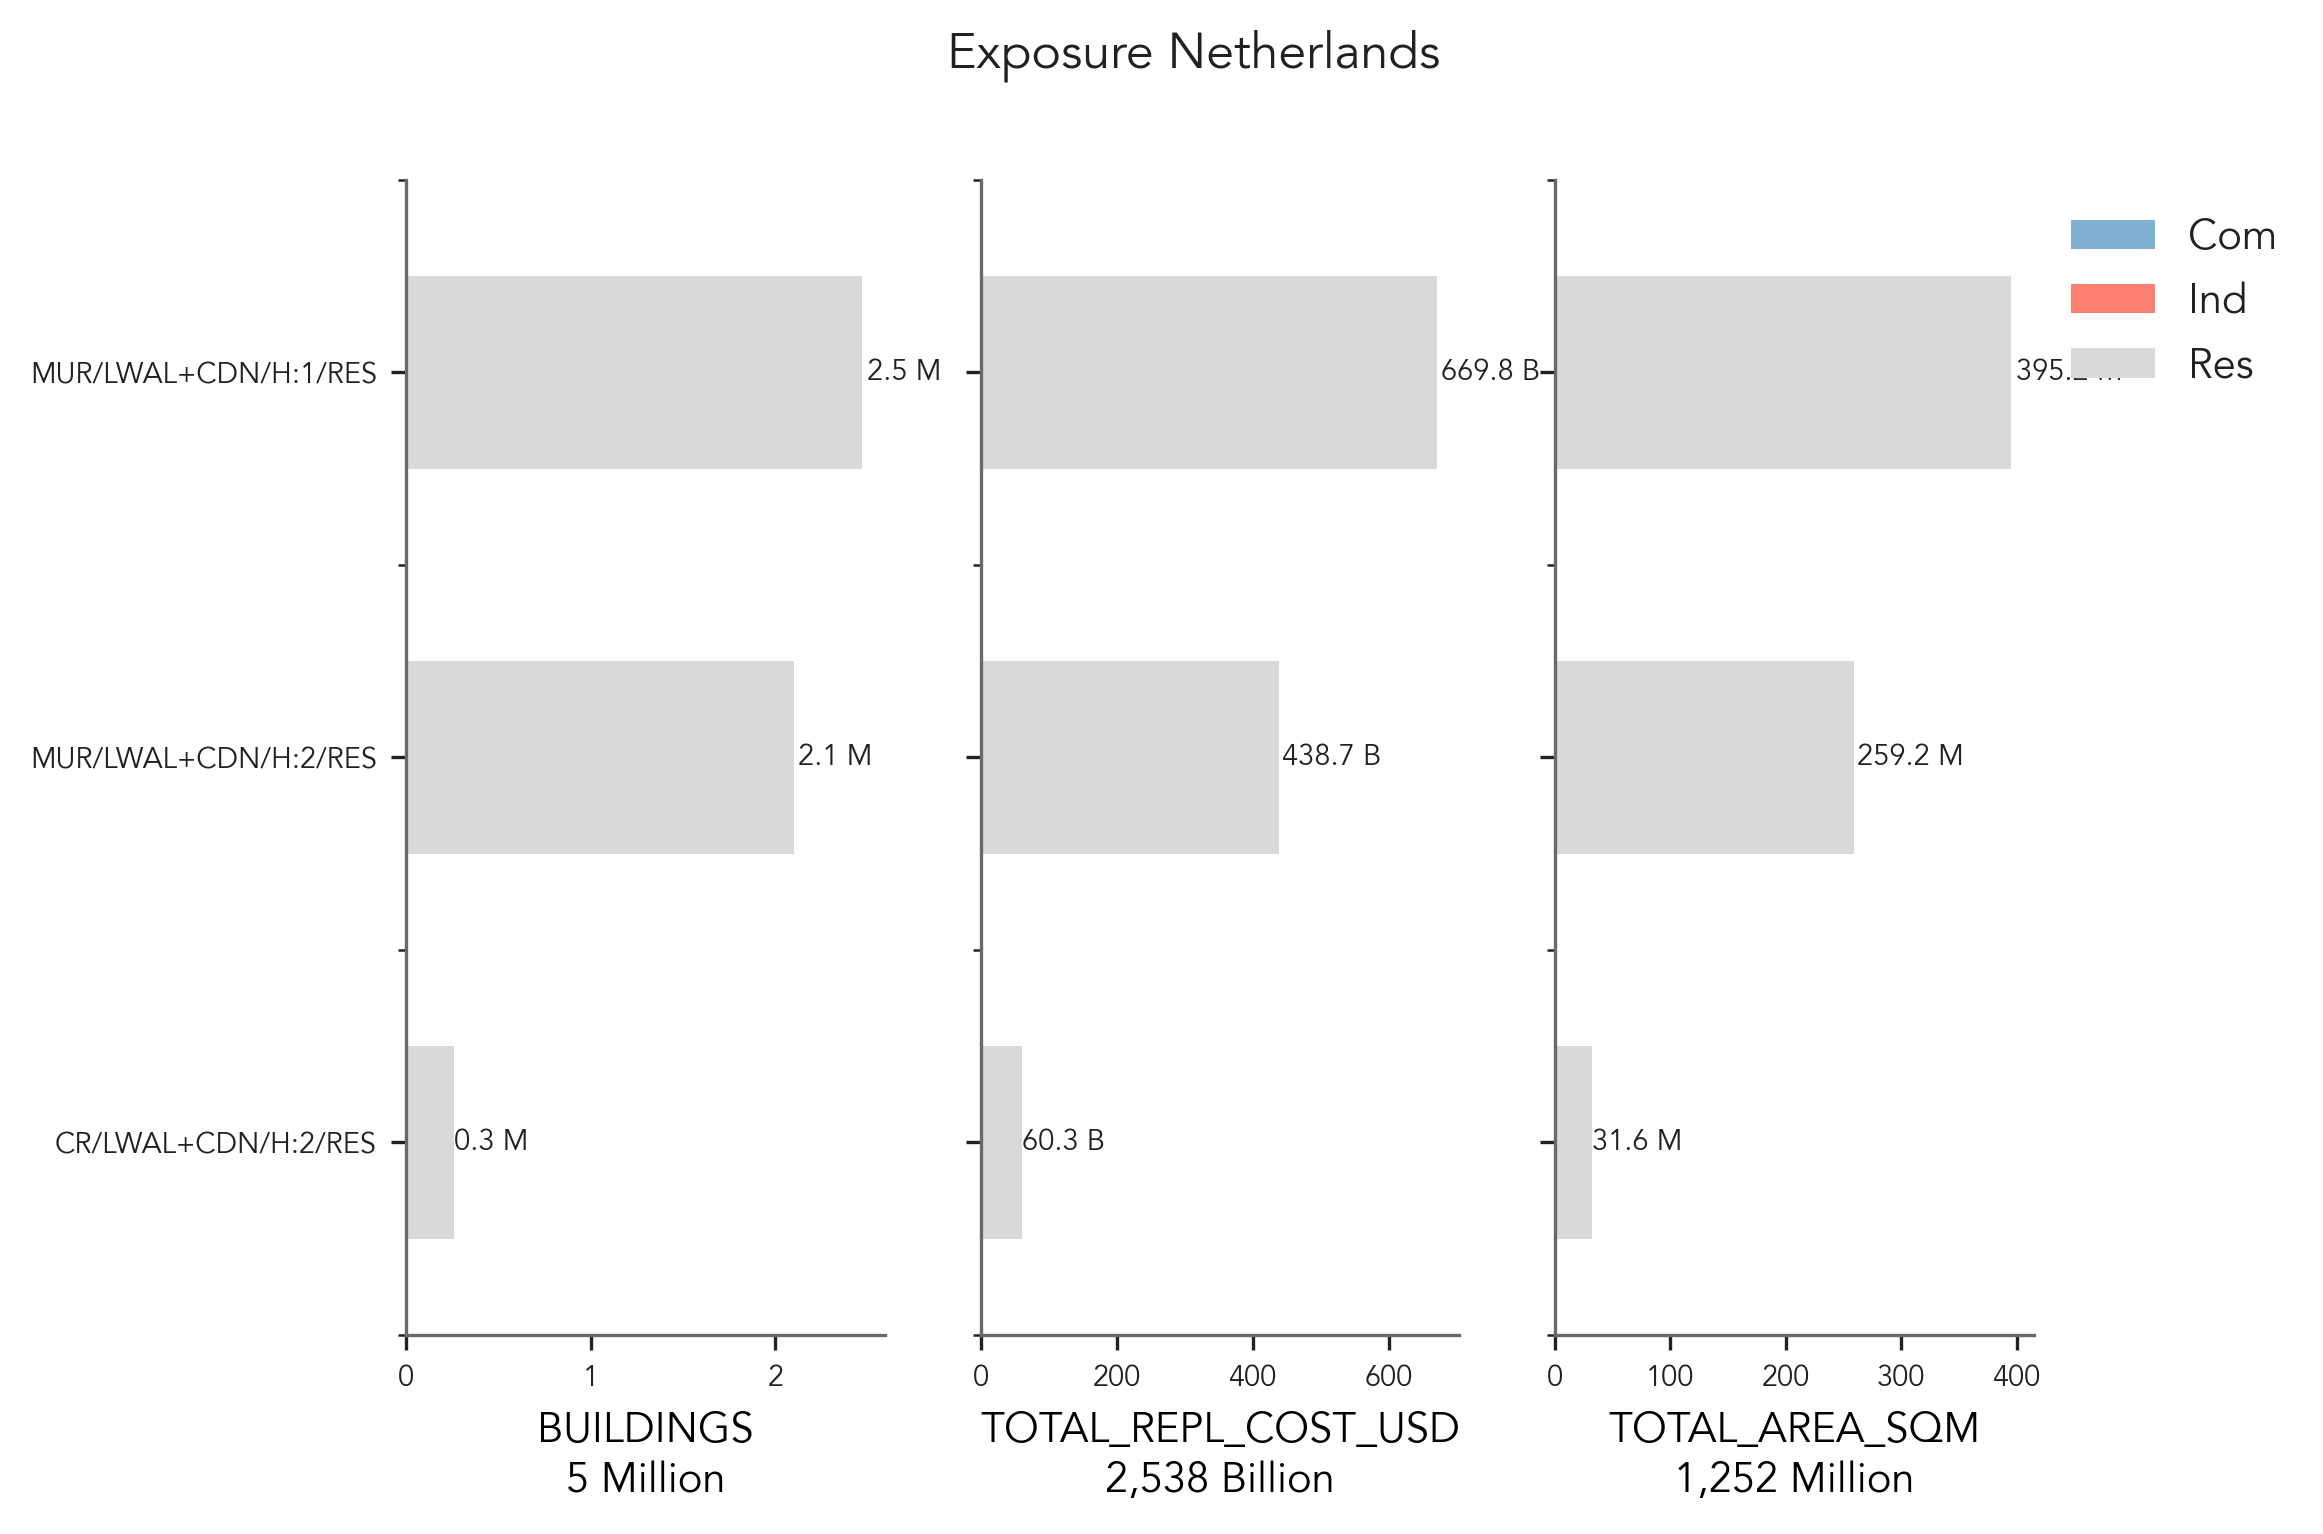 Exposure Netherlands
Com
Ind
Res
MUR/LWAL+CDN/H:1/RES
2.5 M
669.8 B
MUR/LWAL+CDN/H:2/RES
2.1 M
438.7 B
259.2 M
CR/LWAL+CDN/H:2/RES
0.3 M
60.3 B
31.6 M
0 1 2
0 200 400 600
0 100 200 300 400
BUILDINGS
5 Million
TOTAL_REPL_COST_USD
2,538 Billion
TOTAL_AREA_SQM
1,252 Million